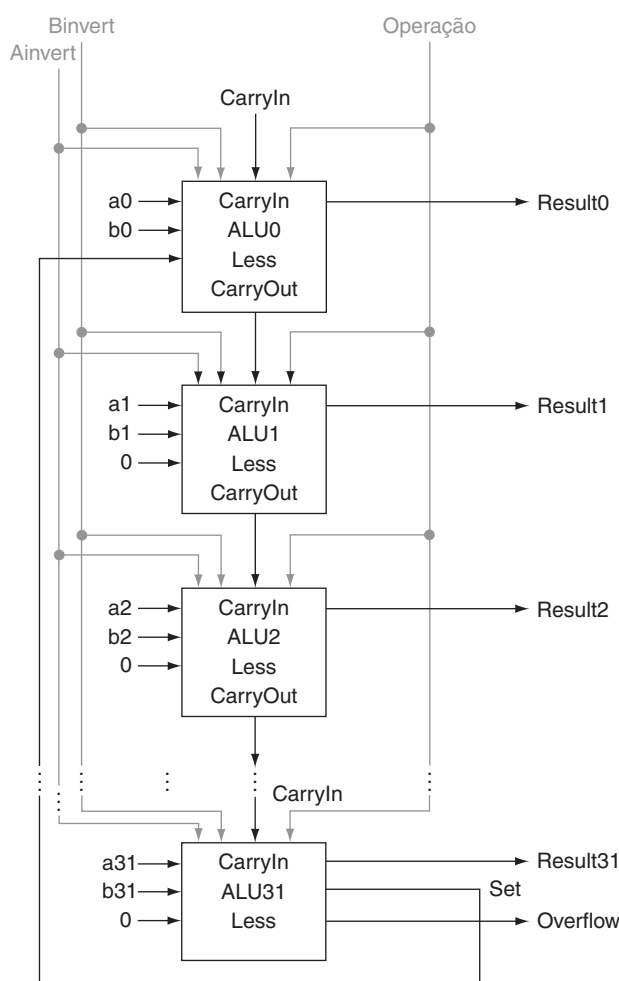 Binvert
Operação
Ainvert
CarryIn
a0
CarryIn
Result0
b0
ALU0
Less
CarryOut
a1
CarryIn
Result1
b1
ALU1
0
Less
CarryOut
a2
CarryIn
Result2
b2
ALU2
0
Less
CarryOut
CarryIn
a31
CarryIn
Result31
b31
ALU31
Set
0
Less
Overflow